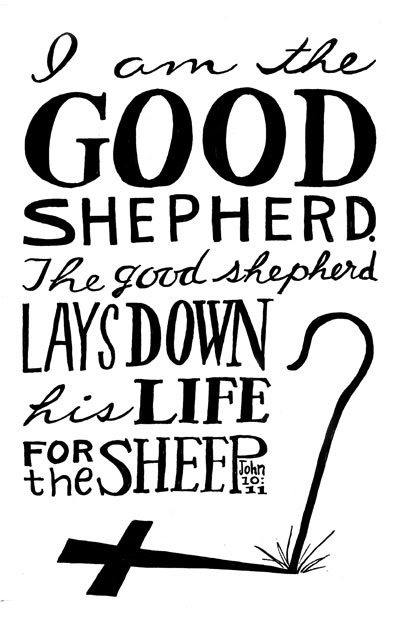 I am the
GOOD
SHEPHERD.
The good shepherd
LAYS DOWN
his LIFE
FOR
the SHEEP
John
10:
11